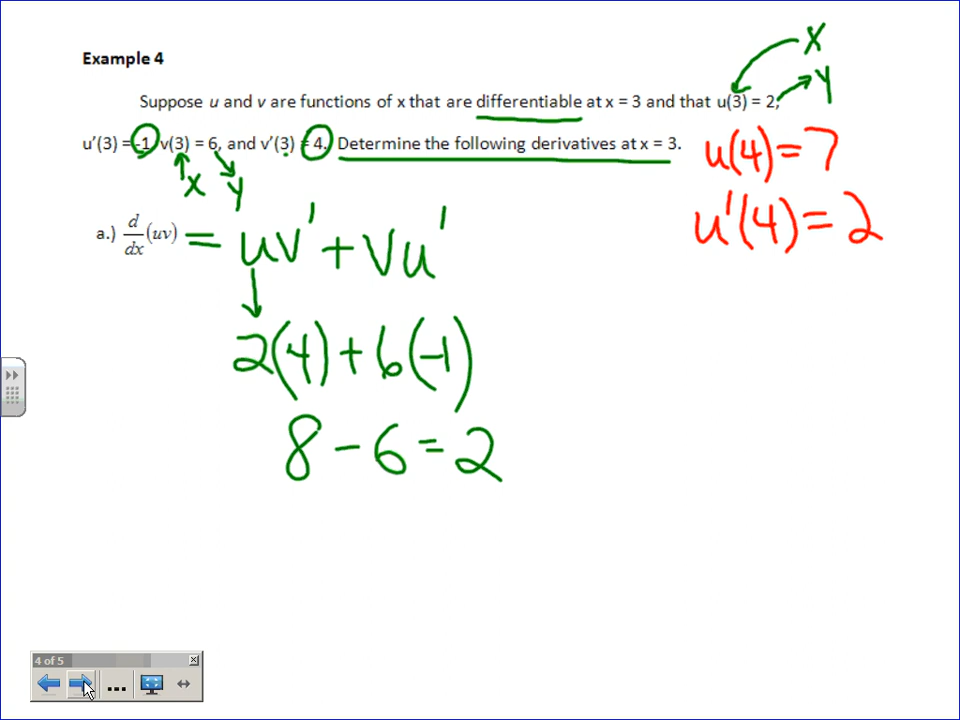 Example 4
X
Suppose u and v are functions of x that are differentiable at x = 3 and that u(3) = 2,
Y
u′(3) = -1, v(3) = 6, and v′(3) = 4. Determine the following derivatives at x = 3.
u(4) = 7
X Y
u'(4) = 2
a.) d/dx (uv) = uv' + vu'
2(4) + 6(-1)
8 - 6 = 2
4 of 5
...